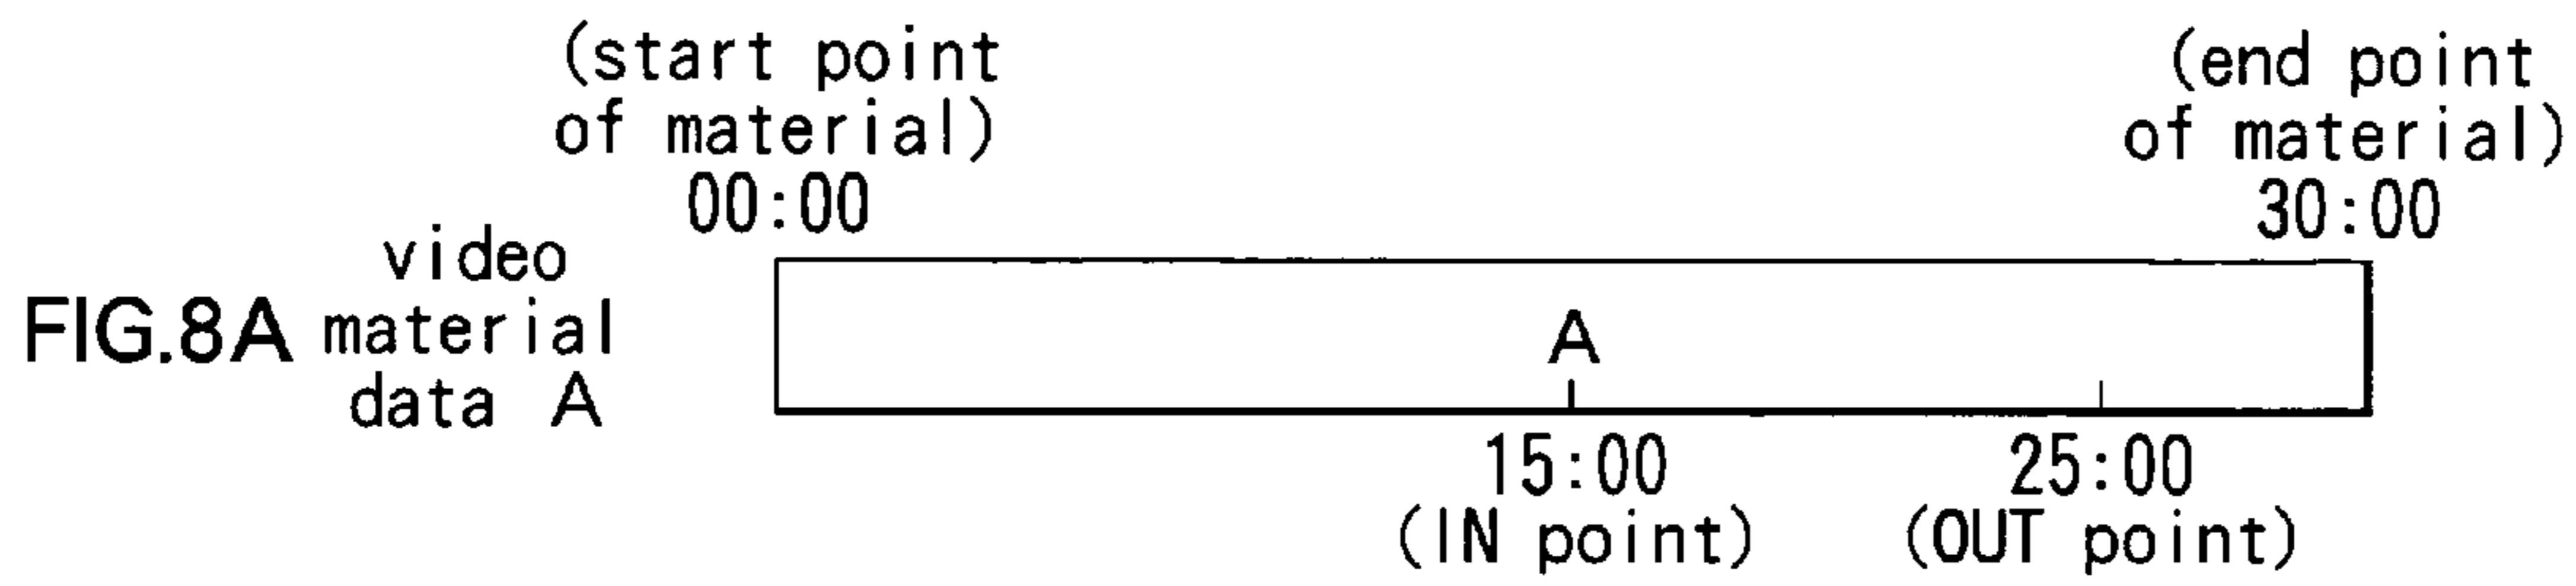 (start point
of material)
00:00
(end point
of material)
30:00
FIG.8A
video
material
data A
A
15:00
(IN point)
25:00
(OUT point)